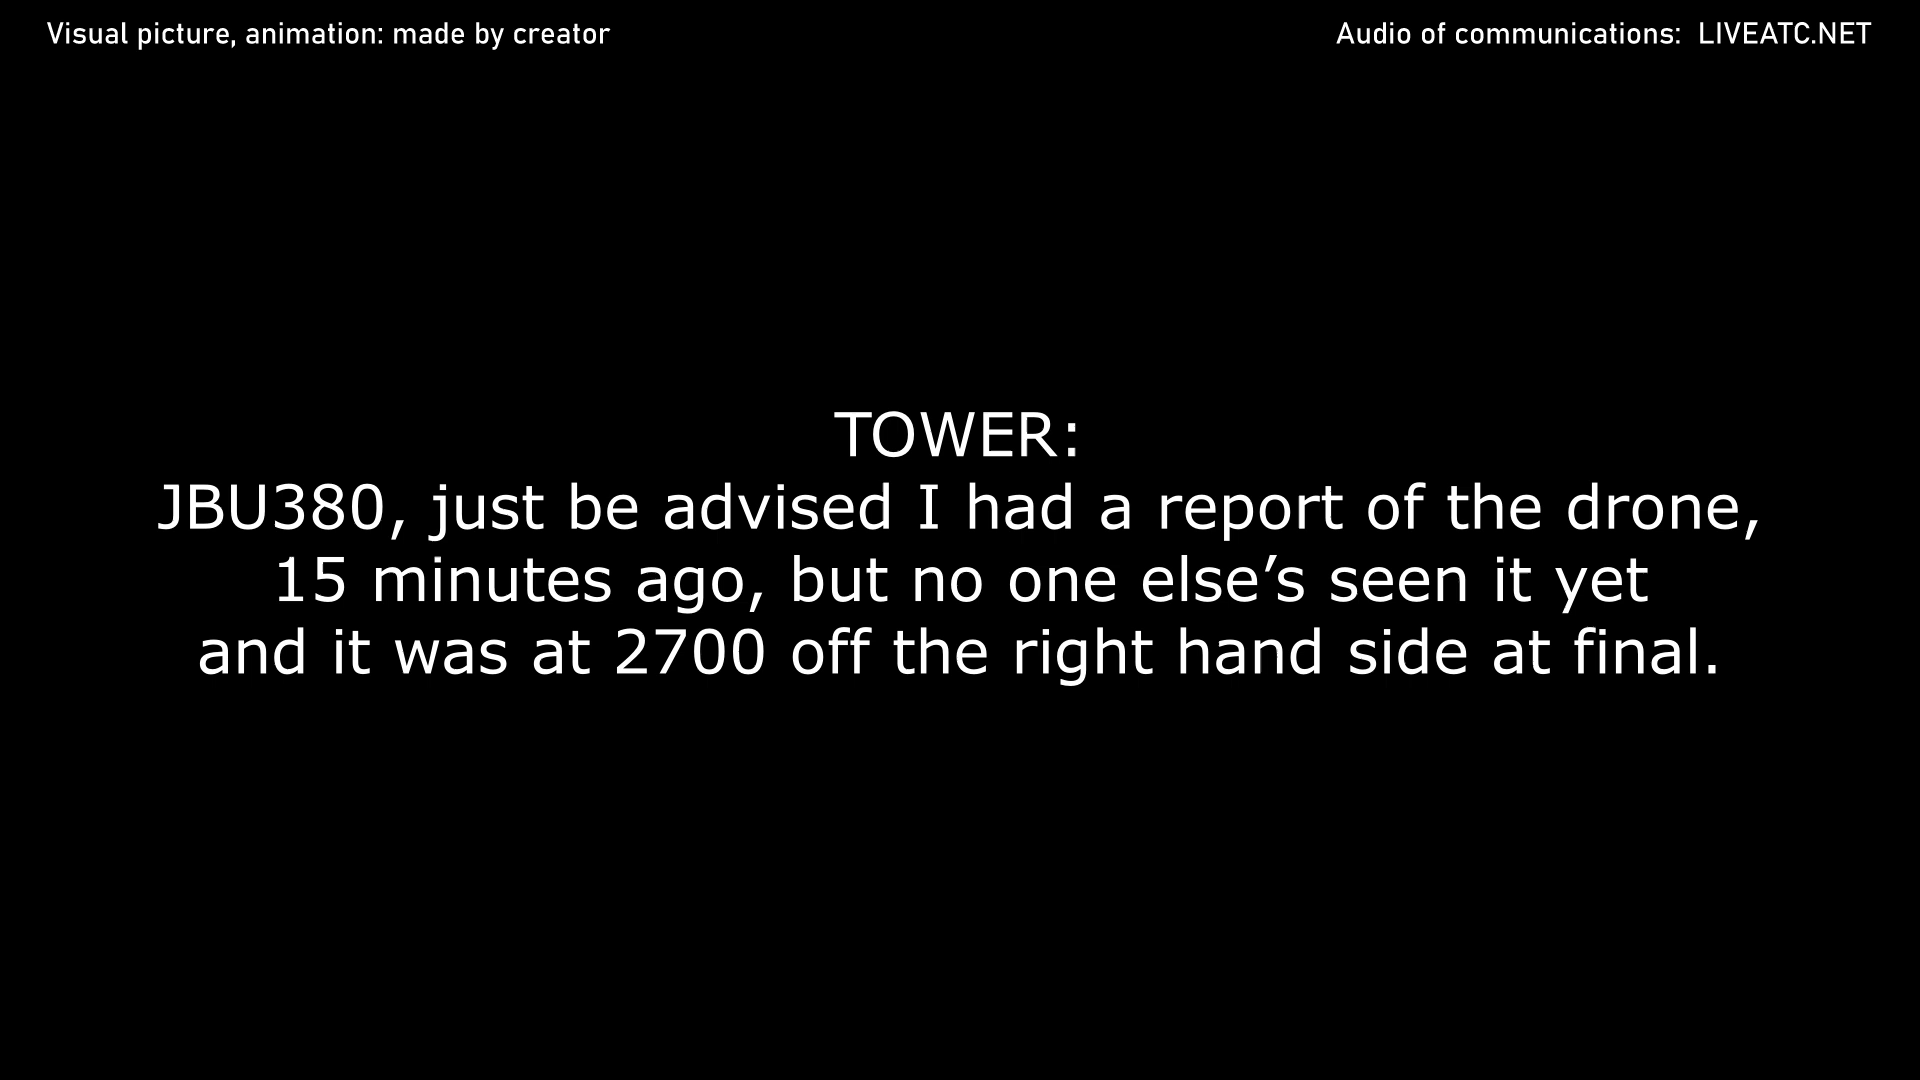 Visual picture, animation: made by creator
Audio of communications: LIVEATC.NET
TOWER:
JBU380, just be advised I had a report of the drone,
15 minutes ago, but no one else’s seen it yet
and it was at 2700 off the right hand side at final.